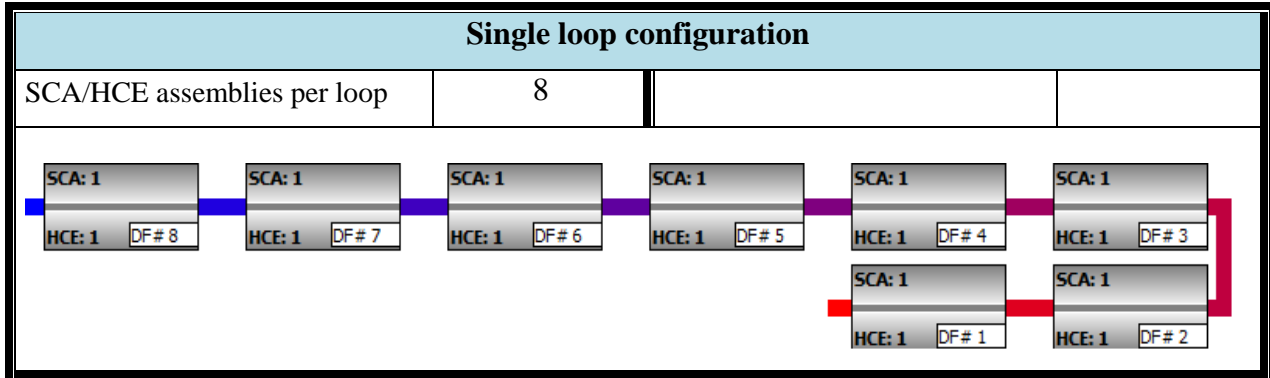 Single loop configuration
SCA/HCE assemblies per loop 8
SCA: 1 SCA: 1 SCA: 1 SCA: 1 SCA: 1 SCA: 1
HCE: 1 DF# 8 HCE: 1 DF# 7 HCE: 1 DF# 6 HCE: 1 DF# 5 HCE: 1 DF# 4 HCE: 1 DF# 3
SCA: 1 SCA: 1
HCE: 1 DF# 1 HCE: 1 DF# 2